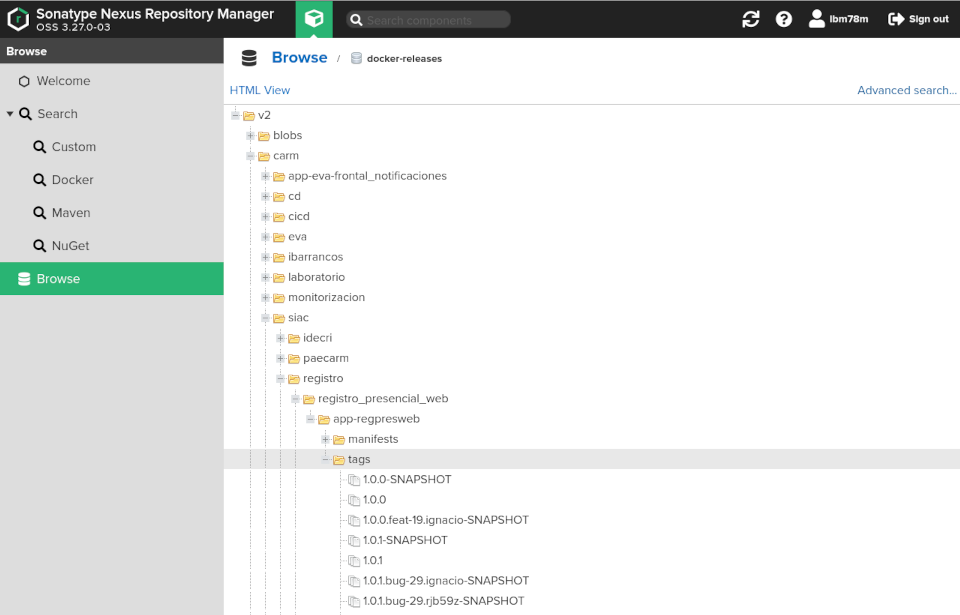 Sonatype Nexus Repository Manager
OSS 3.27.0-03
Search components
lbm78m
Sign out
Browse
Welcome
Search
Custom
Docker
Maven
NuGet
Browse
Browse / docker-releases
HTML View
Advanced search...
v2
blobs
carm
app-eva-frontal_notificaciones
cd
cicd
eva
ibarrancos
laboratorio
monitorizacion
siac
idecri
paecarm
registro
registro_presencial_web
app-regpresweb
manifests
tags
1.0.0-SNAPSHOT
1.0.0
1.0.0.feat-19.ignacio-SNAPSHOT
1.0.1-SNAPSHOT
1.0.1
1.0.1.bug-29.ignacio-SNAPSHOT
1.0.1.bug-29.rjb59z-SNAPSHOT